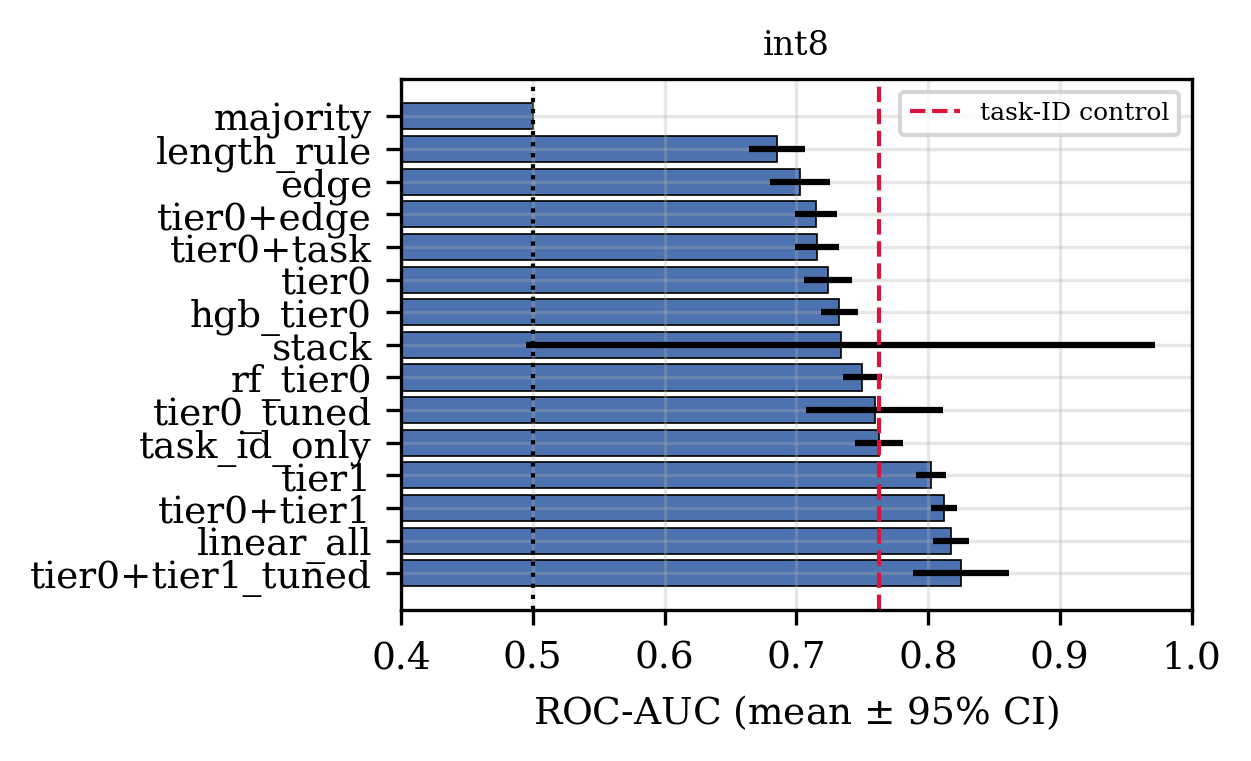 int8
task-ID control
majority
length_rule
edge
tier0+edge
tier0+task
tier0
hgb_tier0
stack
rf_tier0
tier0_tuned
task_id_only
tier1
tier0+tier1
linear_all
tier0+tier1_tuned
0.4 0.5 0.6 0.7 0.8 0.9 1.0
ROC-AUC (mean ± 95% CI)